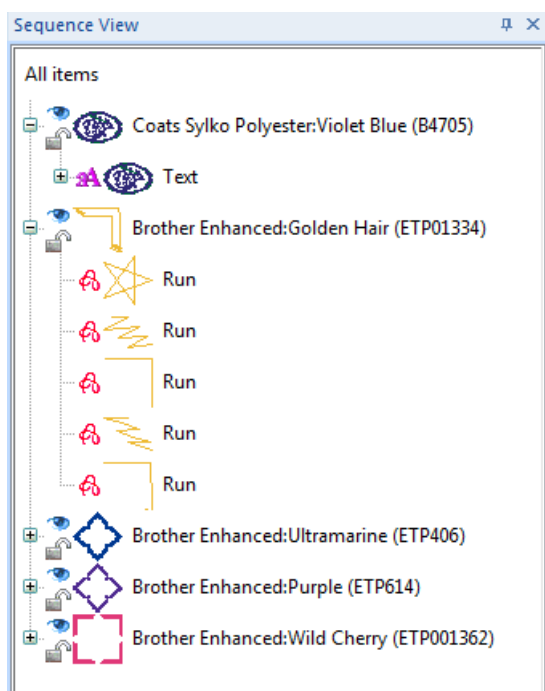 Sequence View
All items
Coats Sylko Polyester:Violet Blue (B4705)
Text
Brother Enhanced:Golden Hair (ETP01334)
Run
Run
Run
Run
Run
Brother Enhanced:Ultramarine (ETP406)
Brother Enhanced:Purple (ETP614)
Brother Enhanced:Wild Cherry (ETP001362)